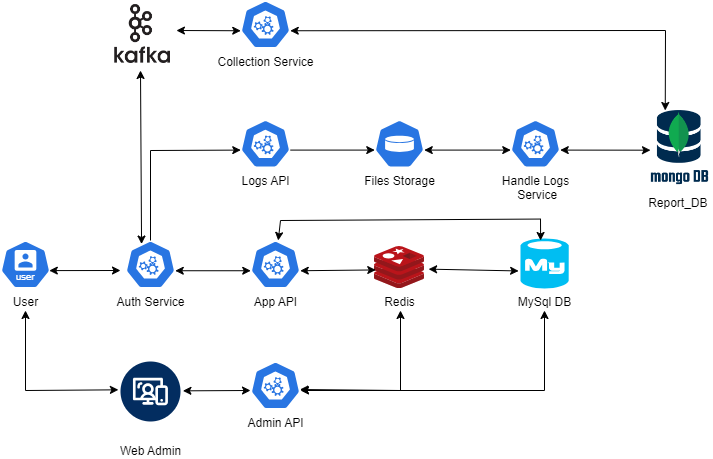 kafka
Collection Service
Logs API
Files Storage
Handle Logs
Service
mongo DB
Report_DB
user
User
Auth Service
App API
Redis
My
MySql DB
Admin API
Web Admin